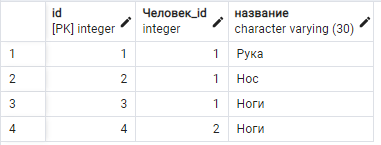 id Человек_id название
[PK] integer integer character varying (30)
1 1 1 Рука
2 2 1 Нос
3 3 1 Ноги
4 4 2 Ноги